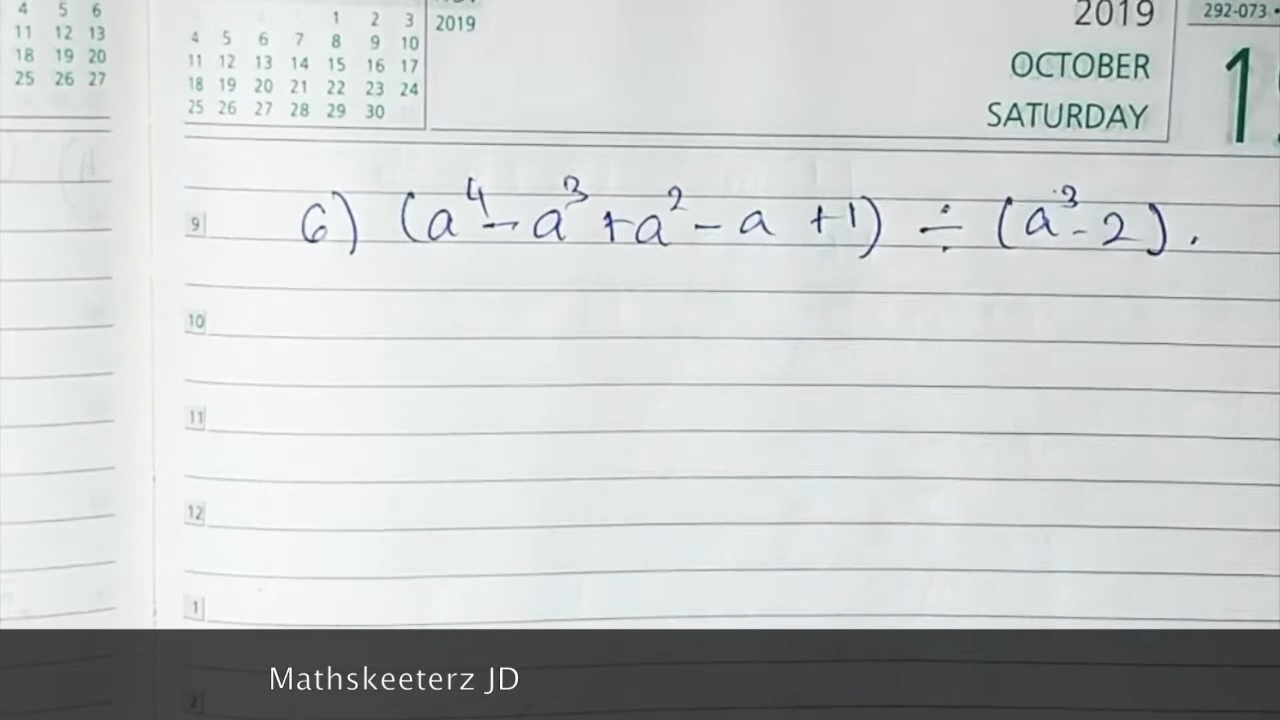 4 5 6
11 12 13
18 19 20
25 26 27
1 2 3
4 5 6 7 8 9 10
11 12 13 14 15 16 17
18 19 20 21 22 23 24
25 26 27 28 29 30
2019
2019
OCTOBER
SATURDAY
292-073
9
6) (a⁴ - a³ + a² - a + 1) ÷ (a³ - 2).
10
11
12
1
2
Mathskeeterz JD